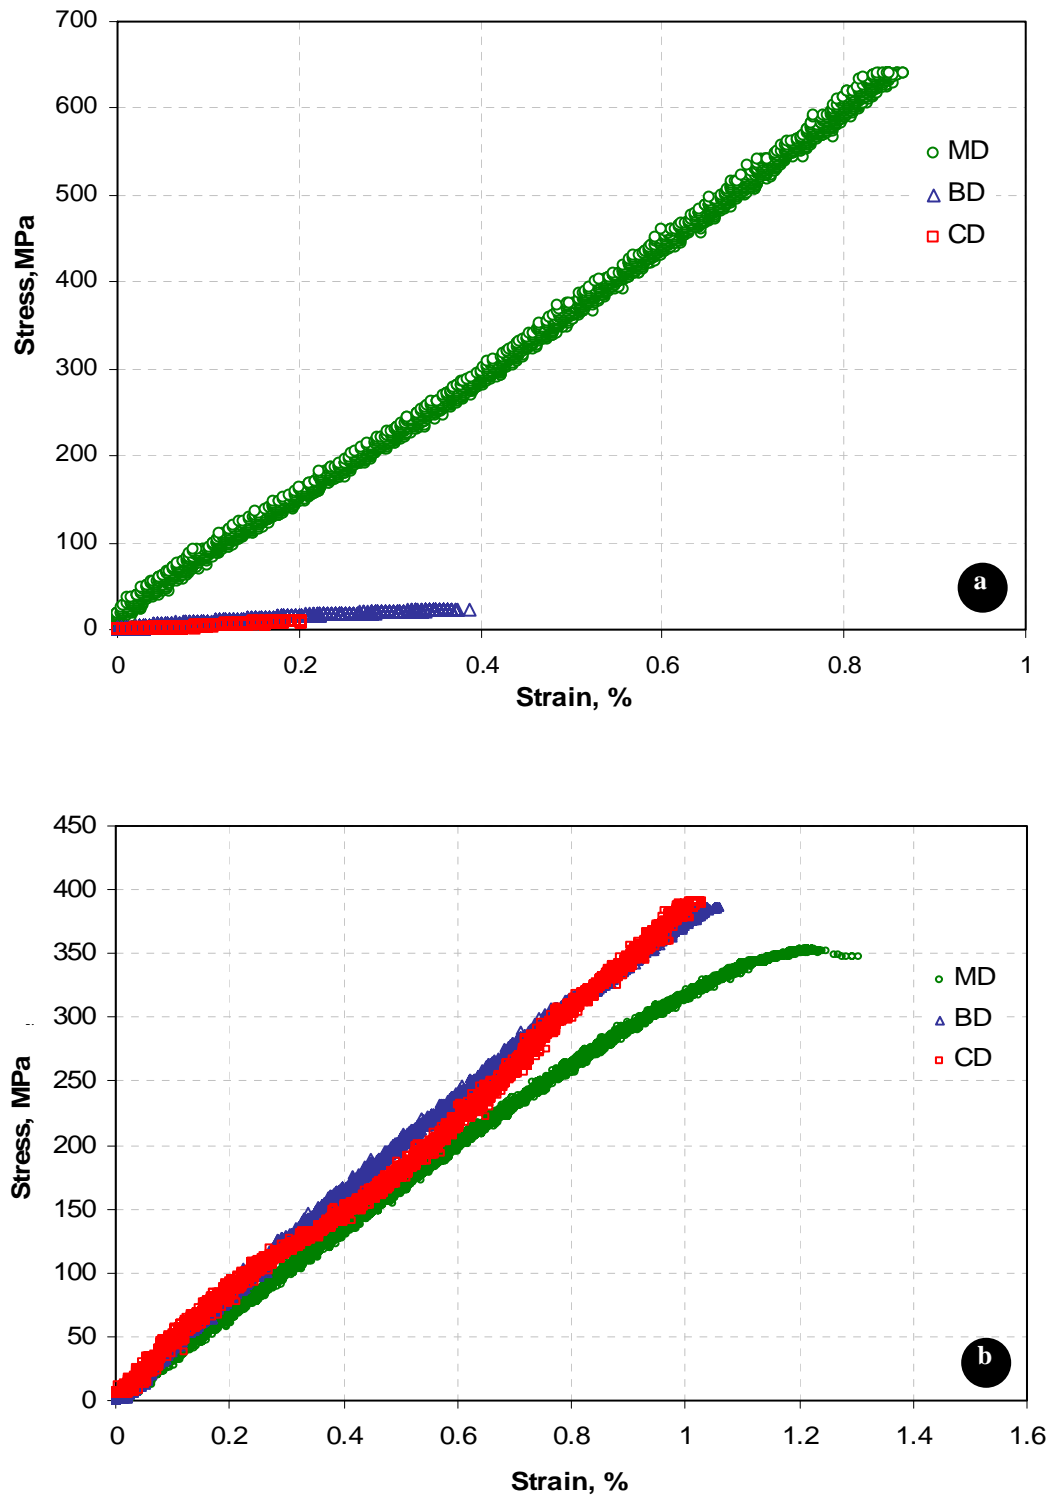 700
600
500
400
300
200
100
0
Stress,MPa
MD
BD
CD
a
0 0.2 0.4 0.6 0.8 1
Strain, %
450
400
350
300
250
200
150
100
50
0
Stress, MPa
MD
BD
CD
b
0 0.2 0.4 0.6 0.8 1 1.2 1.4 1.6
Strain, %